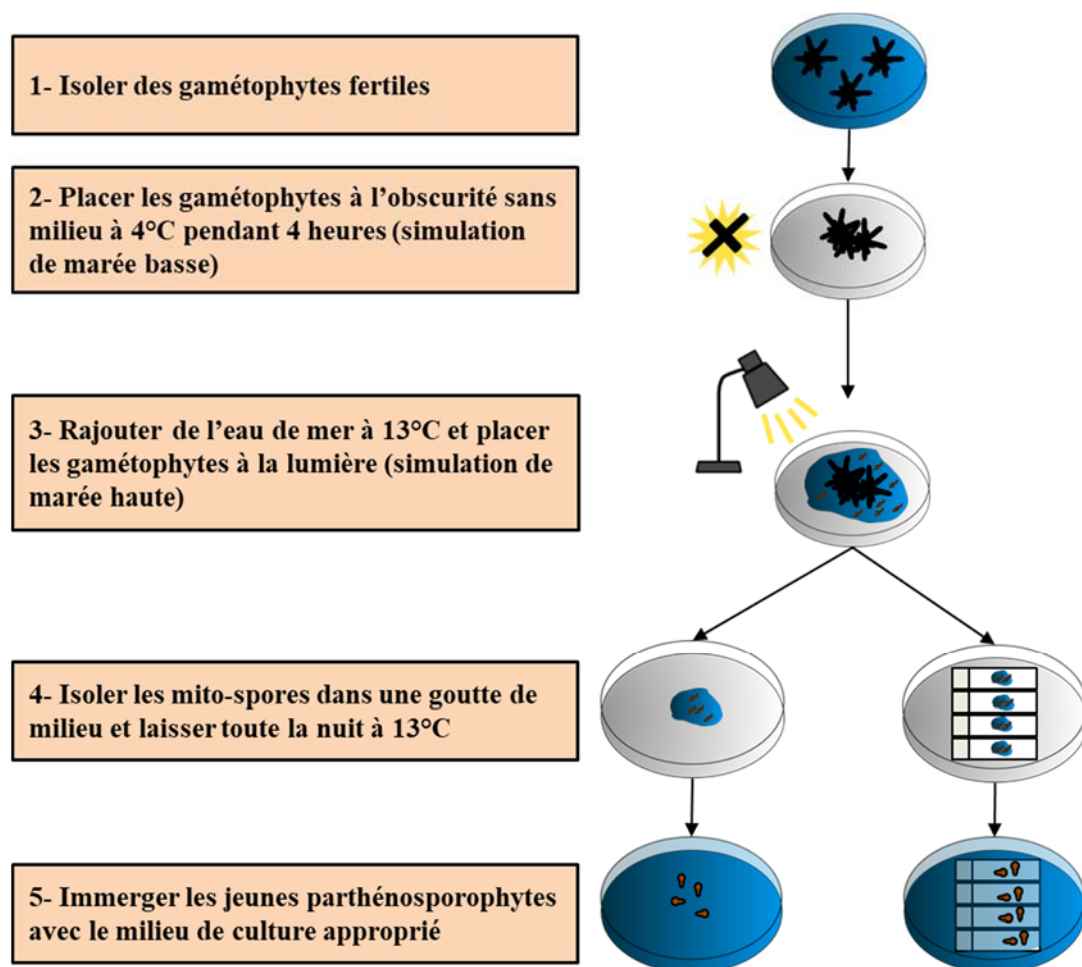 1- Isoler des gamétophytes fertiles
2- Placer les gamétophytes à l’obscurité sans
milieu à 4°C pendant 4 heures (simulation
de marée basse)
3- Rajouter de l’eau de mer à 13°C et placer
les gamétophytes à la lumière (simulation de
marée haute)
4- Isoler les mito-spores dans une goutte de
milieu et laisser toute la nuit à 13°C
5- Immerger les jeunes parthénosporophytes
avec le milieu de culture approprié